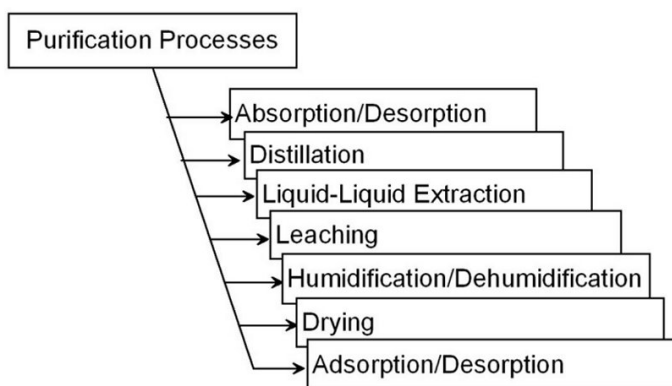 Purification Processes
Absorption/Desorption
Distillation
Liquid-Liquid Extraction
Leaching
Humidification/Dehumidification
Drying
Adsorption/Desorption